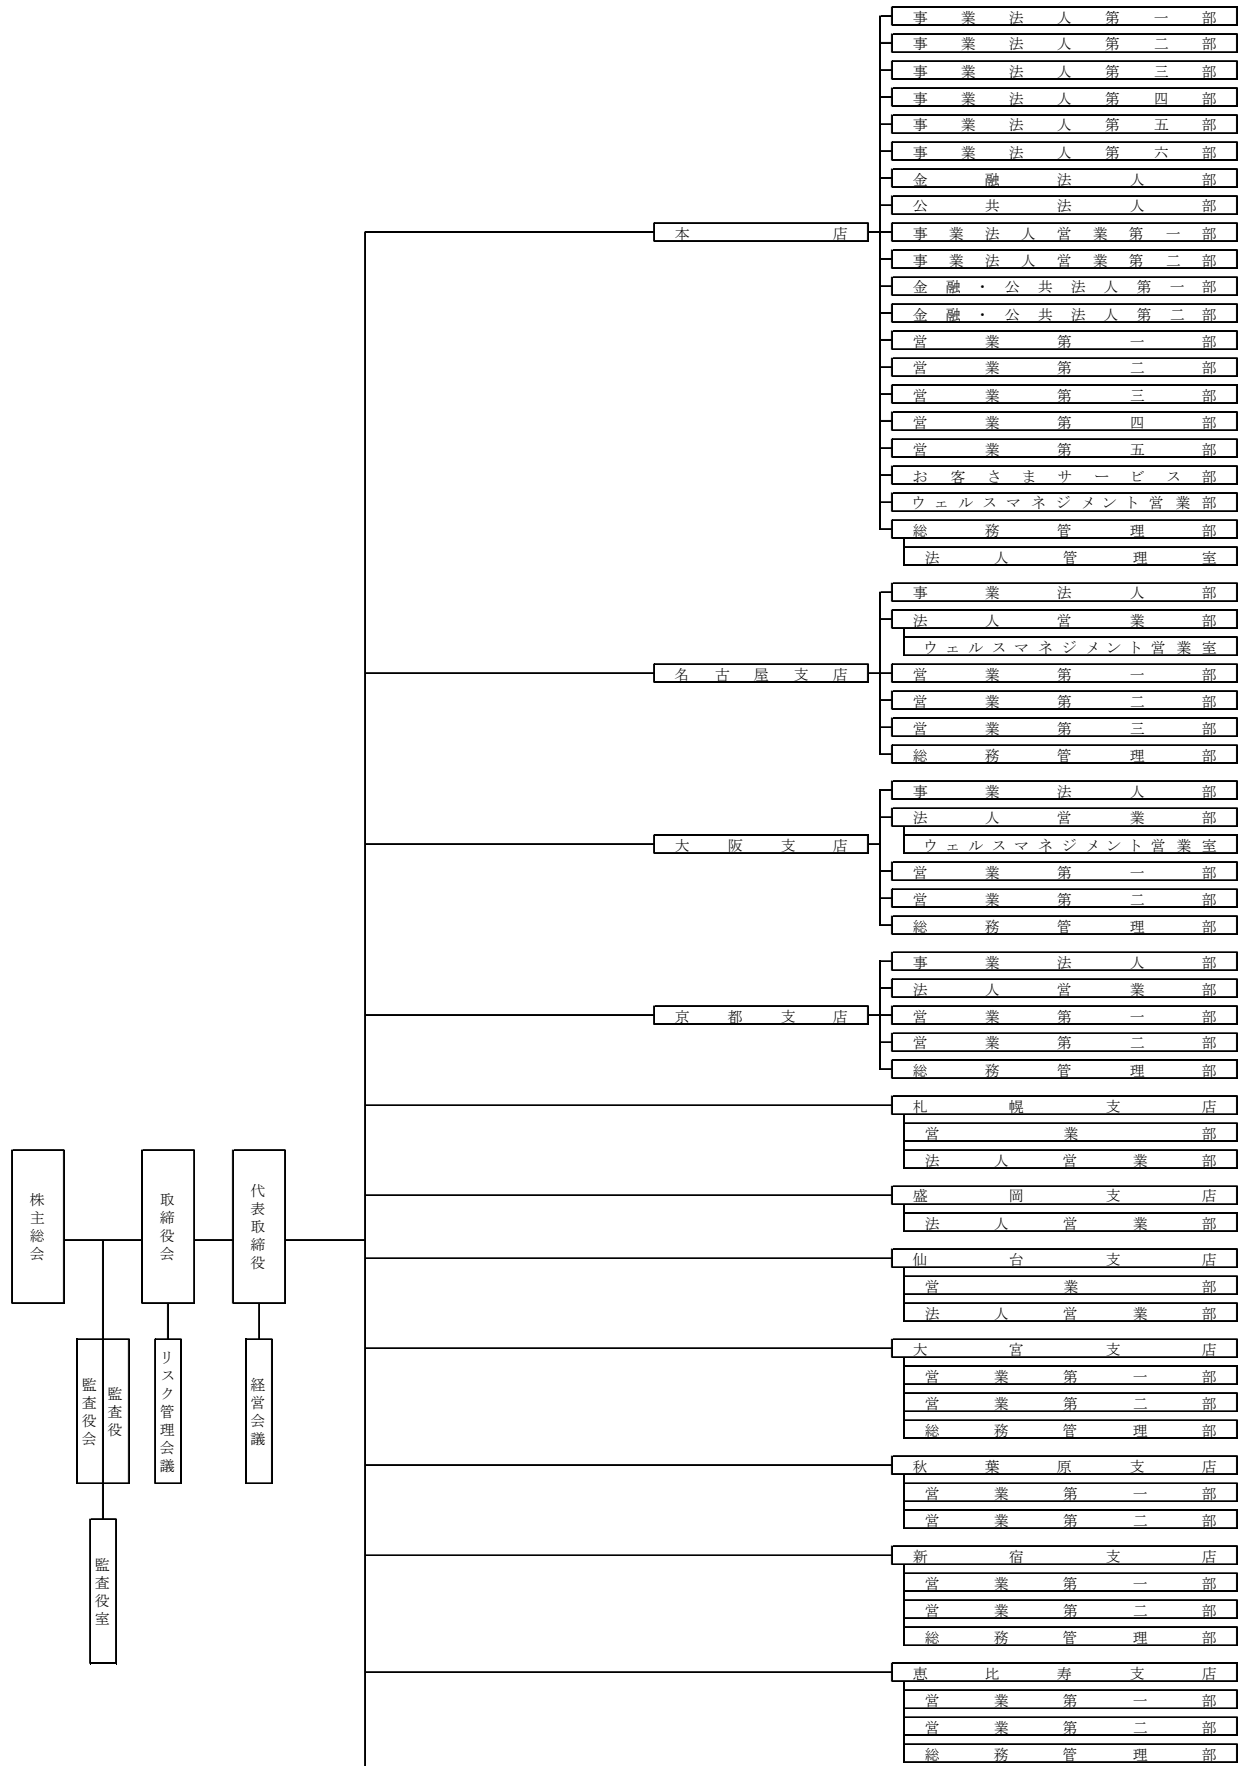 株主総会
監査役会
監査役
監査役室
取締役会
リスク管理会議
代表取締役
経営会議
本店
事業法人第一部
事業法人第二部
事業法人第三部
事業法人第四部
事業法人第五部
事業法人第六部
金融法人部
公共法人部
事業法人営業第一部
事業法人営業第二部
金融・公共法人第一部
金融・公共法人第二部
営業第一部
営業第二部
営業第三部
営業第四部
営業第五部
お客さまサービス部
ウェルスマネジメント営業部
総務管理部
法人管理室
名古屋支店
事業法人部
法人営業部
ウェルスマネジメント営業室
営業第一部
営業第二部
営業第三部
総務管理部
大阪支店
事業法人部
法人営業部
ウェルスマネジメント営業室
営業第一部
営業第二部
総務管理部
京都支店
事業法人部
法人営業部
営業第一部
営業第二部
総務管理部
札幌支店
営業部
法人営業部
盛岡支店
法人営業部
仙台支店
営業部
法人営業部
大宮支店
営業第一部
営業第二部
総務管理部
秋葉原支店
営業第一部
営業第二部
新宿支店
営業第一部
営業第二部
総務管理部
恵比寿支店
営業第一部
営業第二部
総務管理部